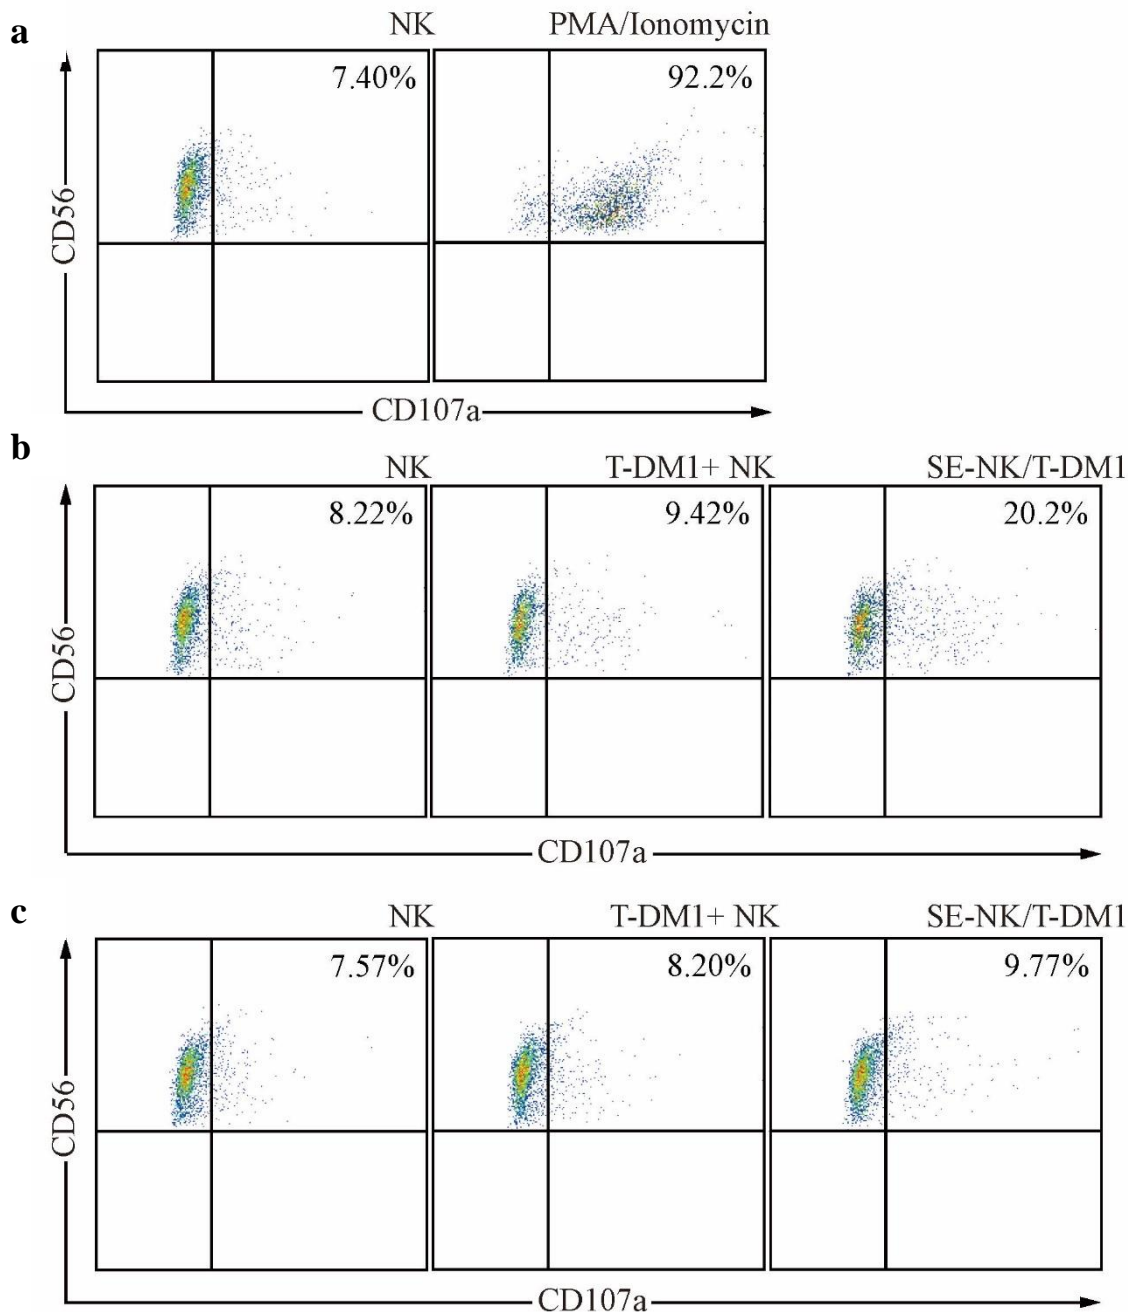 a
NK PMA/Ionomycin
7.40% 92.2%
CD56
CD107a
b
NK T-DM1+ NK SE-NK/T-DM1
8.22% 9.42% 20.2%
CD56
CD107a
c
NK T-DM1+ NK SE-NK/T-DM1
7.57% 8.20% 9.77%
CD56
CD107a